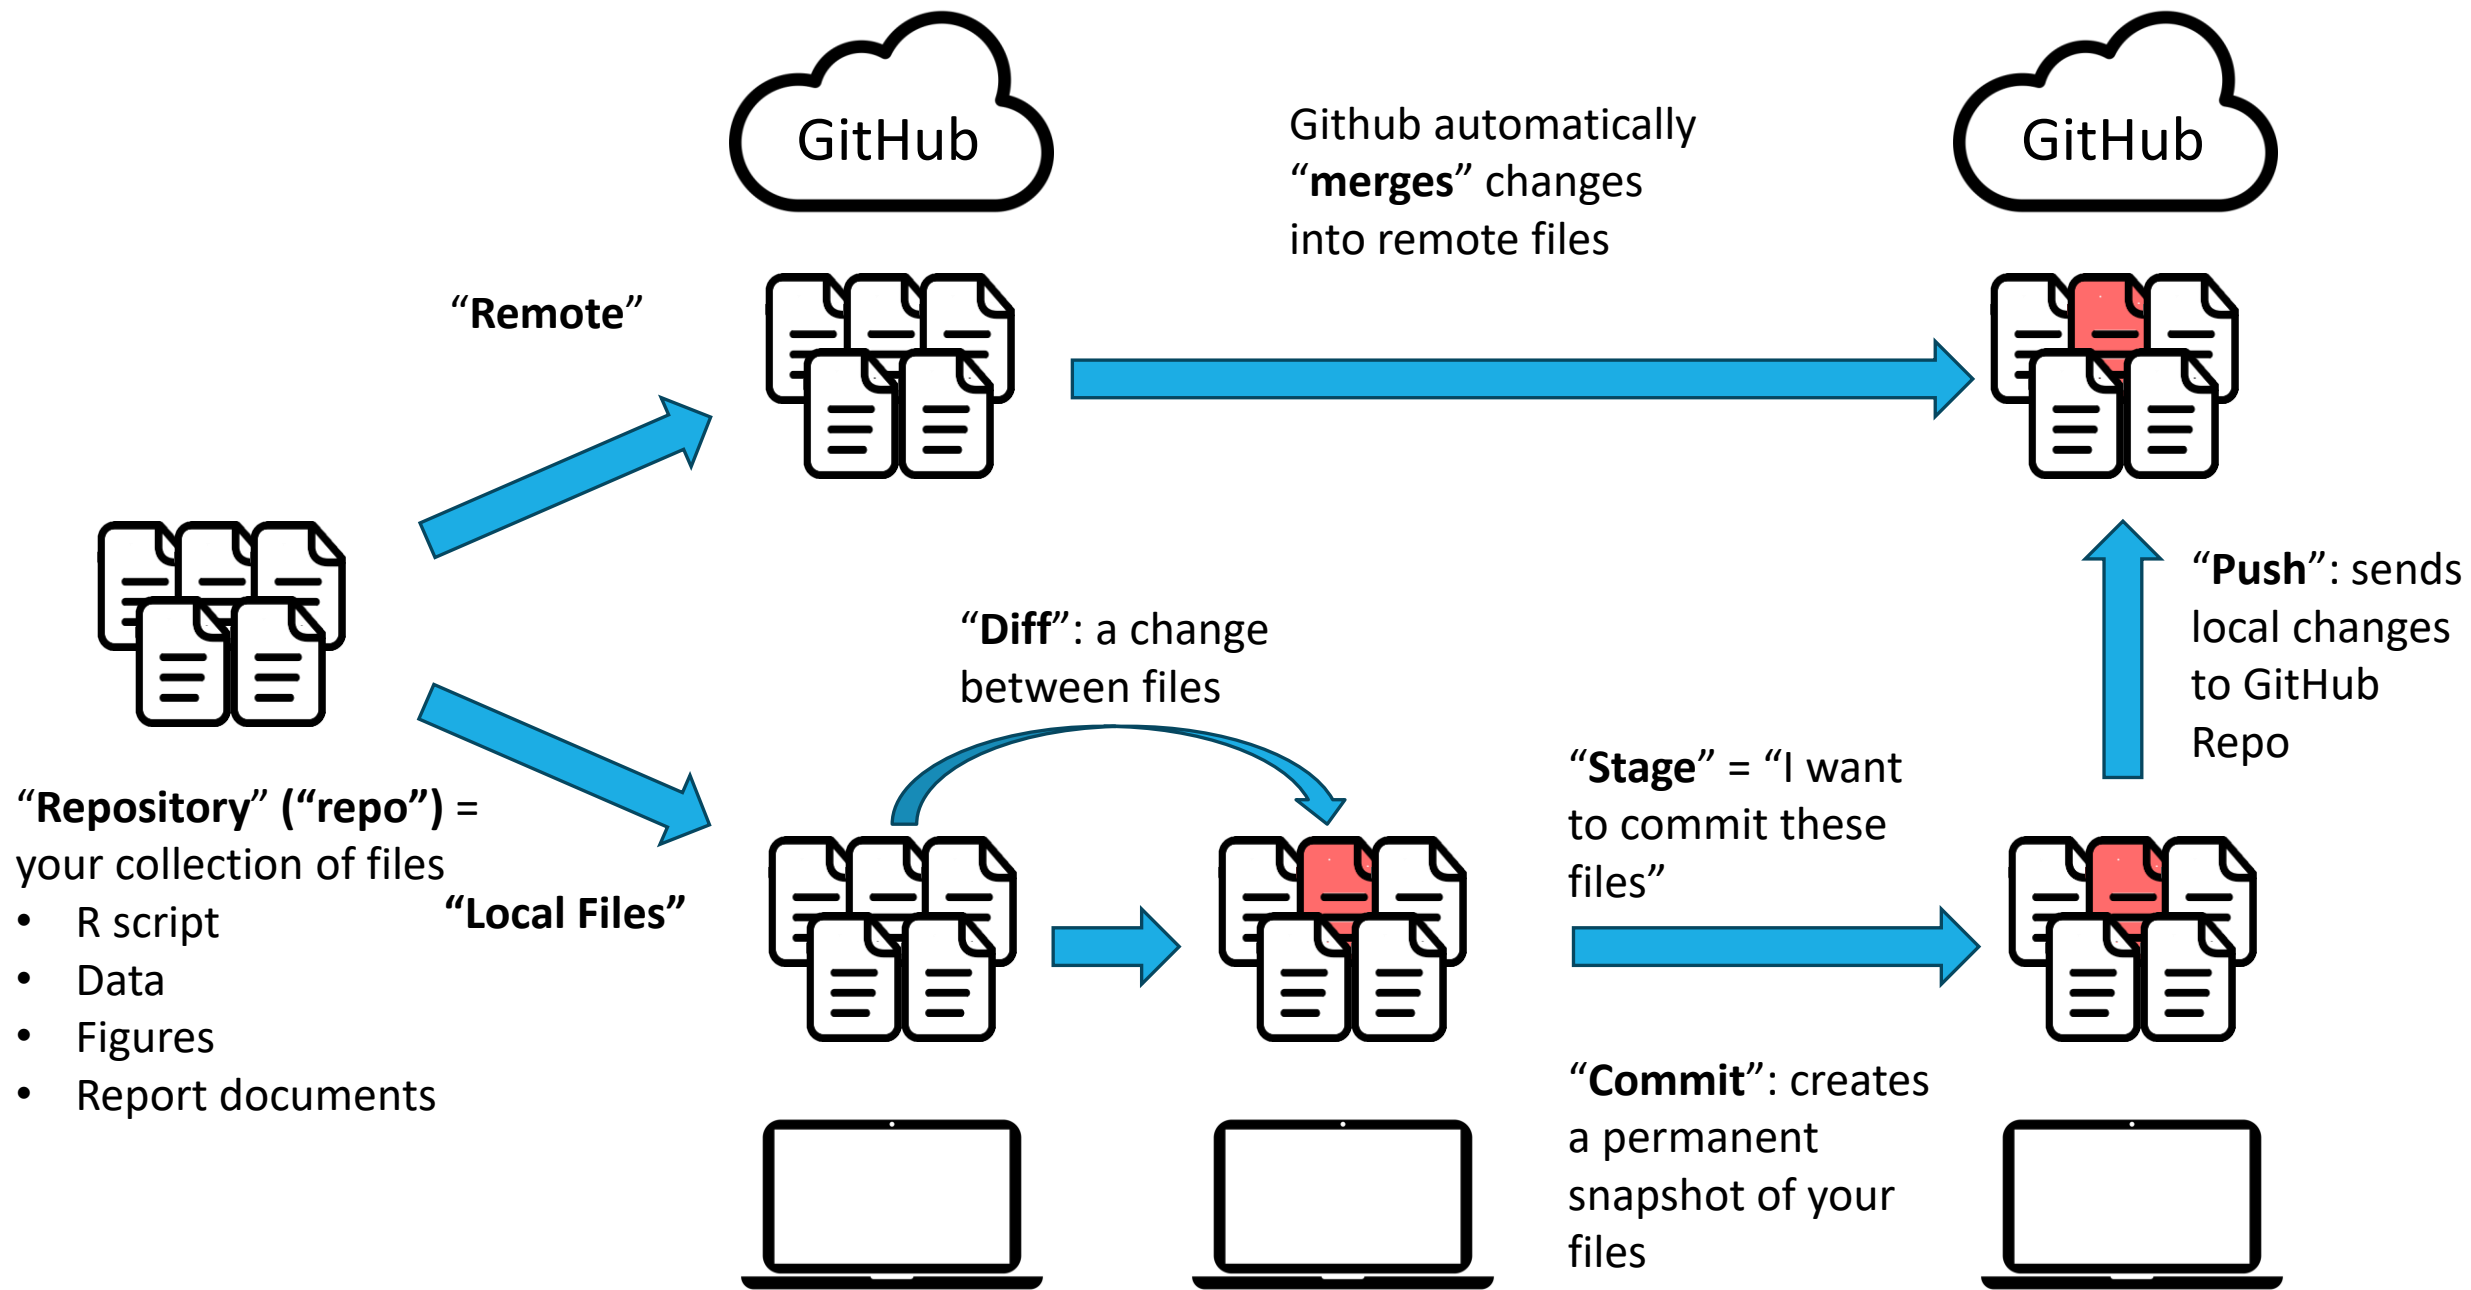 GitHub
GitHub
Github automatically
“merges” changes
into remote files
“Remote”
“Repository” (“repo”) =
your collection of files
• R script
• Data
• Figures
• Report documents
“Local Files”
“Diff”: a change
between files
“Stage” = “I want
to commit these
files”
“Commit”: creates
a permanent
snapshot of your
files
“Push”: sends
local changes
to GitHub
Repo